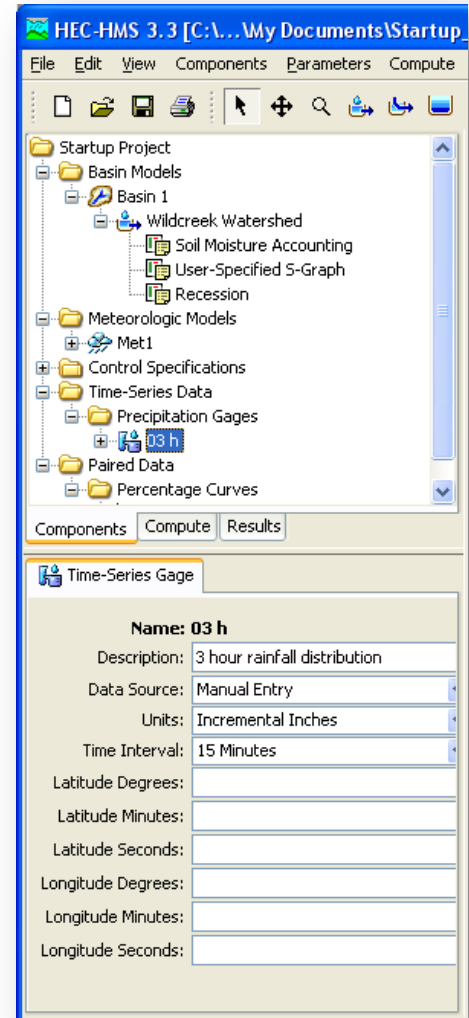 HEC-HMS 3.3 [C:\...\My Documents\Startup_
File Edit View Components Parameters Compute
Startup Project
Basin Models
Basin 1
Wildcreek Watershed
Soil Moisture Accounting
User-Specified S-Graph
Recession
Meteorologic Models
Met1
Control Specifications
Time-Series Data
Precipitation Gages
03 h
Paired Data
Percentage Curves
Components Compute Results
Time-Series Gage
Name: 03 h
Description: 3 hour rainfall distribution
Data Source: Manual Entry
Units: Incremental Inches
Time Interval: 15 Minutes
Latitude Degrees:
Latitude Minutes:
Latitude Seconds:
Longitude Degrees:
Longitude Minutes:
Longitude Seconds: